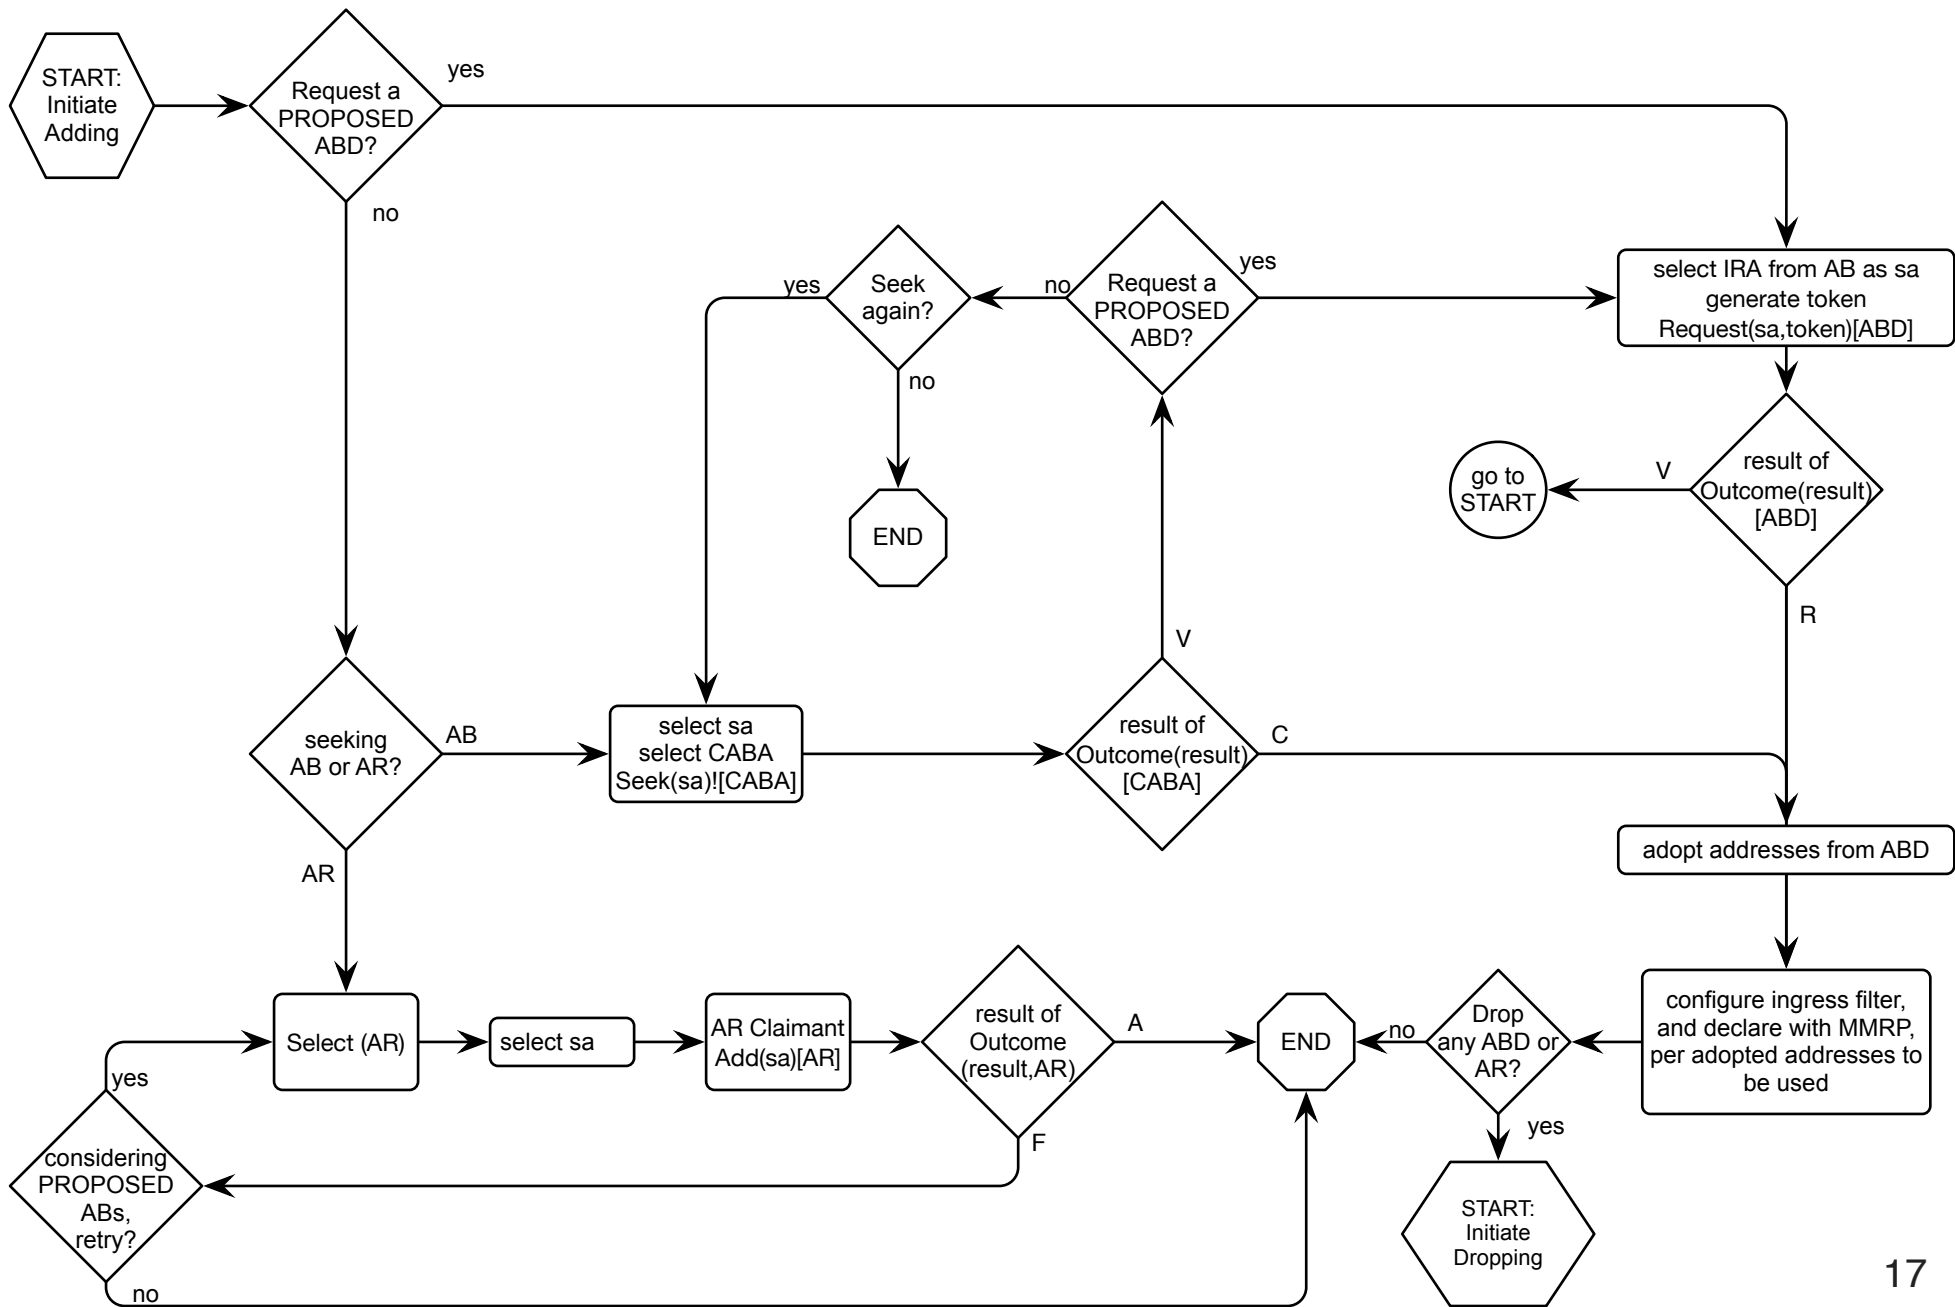 START:
Initiate
Adding
Request a
PROPOSED
ABD?
yes
no
Seek
again?
yes
no
END
Request a
PROPOSED
ABD?
no
yes
select IRA from AB as sa
generate token
Request(sa,token)[ABD]
go to
START
V
result of
Outcome(result)
[ABD]
R
seeking
AB or AR?
AB
AR
select sa
select CABA
Seek(sa)![CABA]
V
result of
Outcome(result)
[CABA]
C
adopt addresses from ABD
Select (AR)
select sa
AR Claimant
Add(sa)[AR]
result of
Outcome
(result,AR)
A
F
END
no
Drop
any ABD or
AR?
yes
configure ingress filter,
and declare with MMRP,
per adopted addresses to
be used
yes
considering
PROPOSED
ABs,
retry?
no
START:
Initiate
Dropping
17